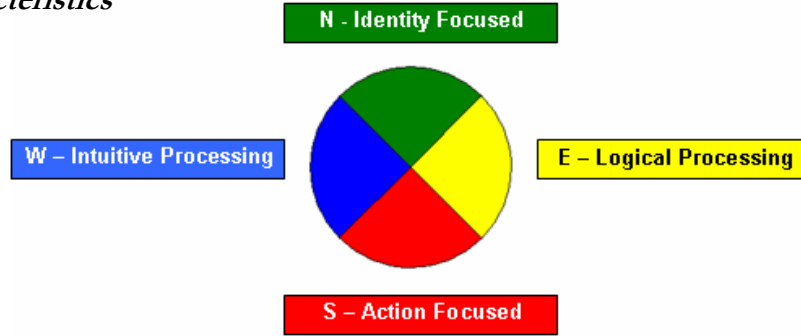 N - Identity Focused
W – Intuitive Processing
E – Logical Processing
S – Action Focused